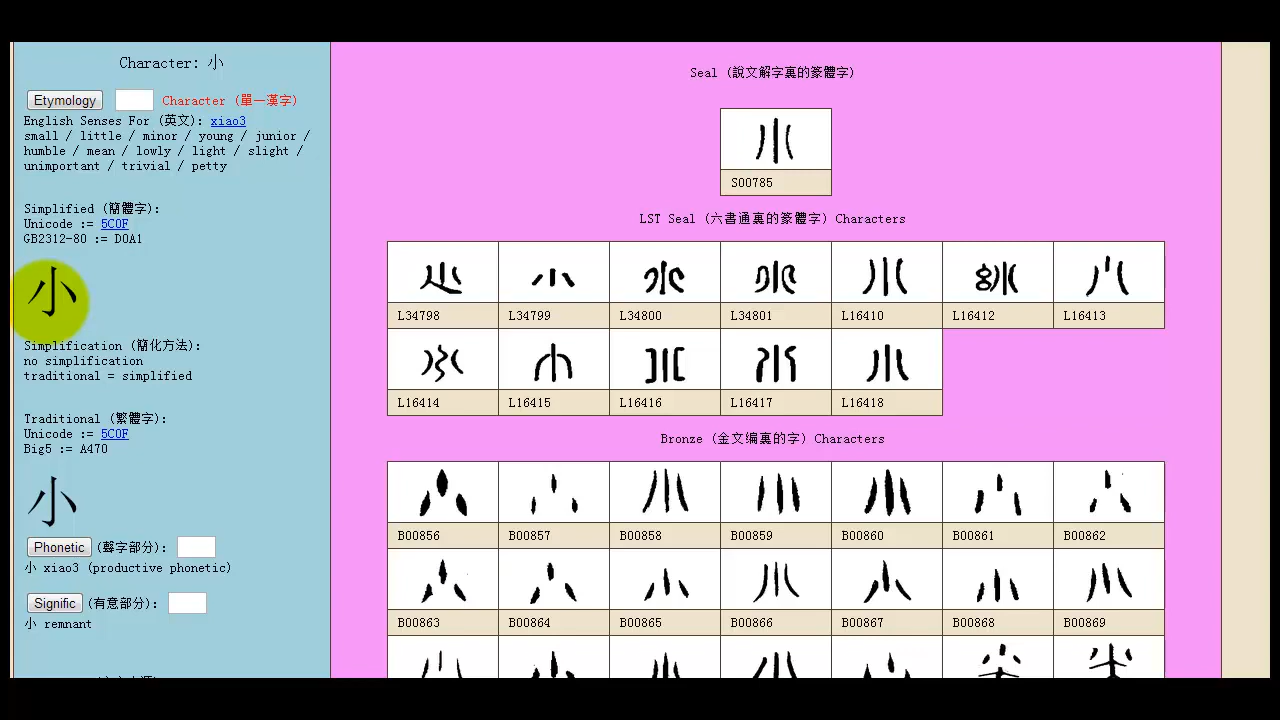 Character: 小
Etymology Character (單一漢字)
English Senses For (英文): xiao3
small / little / minor / young / junior /
humble / mean / lowly / light / slight /
unimportant / trivial / petty
Simplified (簡體字):
Unicode := 5C0F
GB2312-80 := D0A1
小
Simplification (簡化方法):
no simplification
traditional = simplified
Traditional (繁體字):
Unicode := 5C0F
Big5 := A470
小
Phonetic (聲字部分):
小 xiao3 (productive phonetic)
Signific (有意部分):
小 remnant
Seal (說文解字裏的篆體字)
S00785
LST Seal (六書通裏的篆體字) Characters
L34798 L34799 L34800 L34801 L16410 L16412 L16413
L16414 L16415 L16416 L16417 L16418
Bronze (金文编裏的字) Characters
B00856 B00857 B00858 B00859 B00860 B00861 B00862
B00863 B00864 B00865 B00866 B00867 B00868 B00869